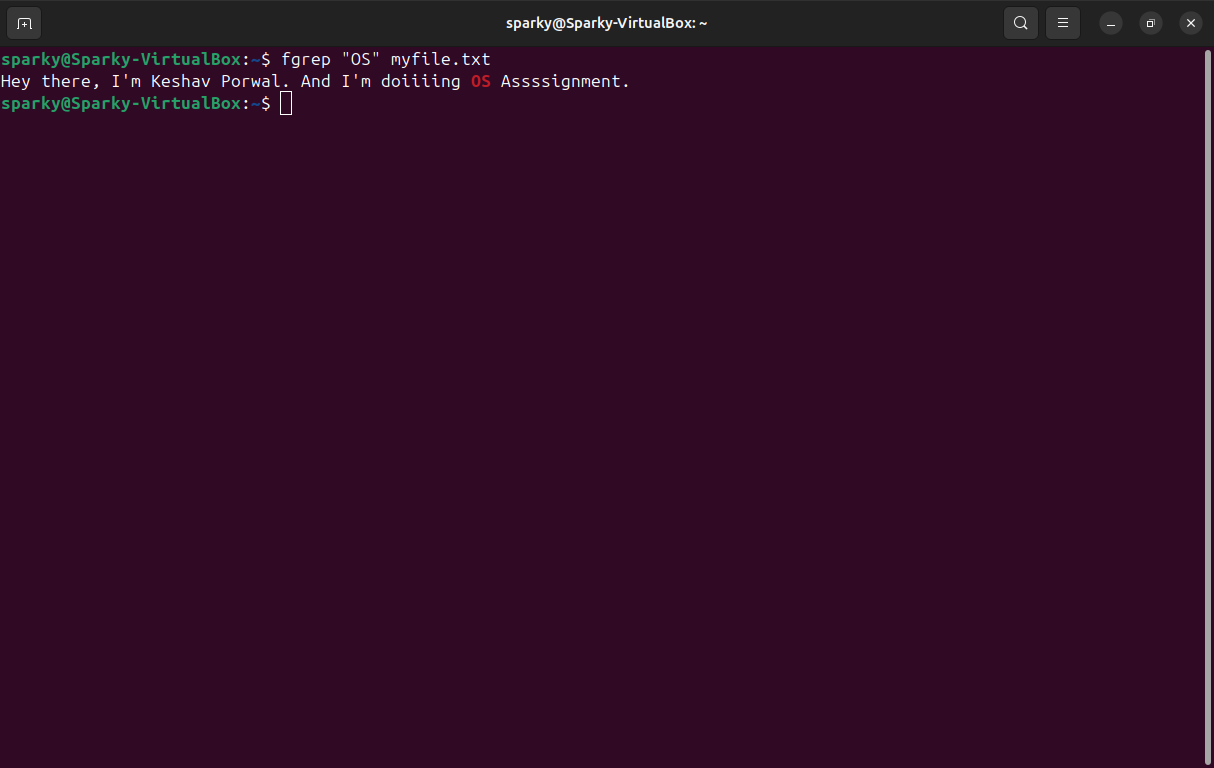 sparky@Sparky-VirtualBox: ~
sparky@Sparky-VirtualBox:~$ fgrep "OS" myfile.txt
Hey there, I'm Keshav Porwal. And I'm doiiiing OS Assssignment.
sparky@Sparky-VirtualBox:~$